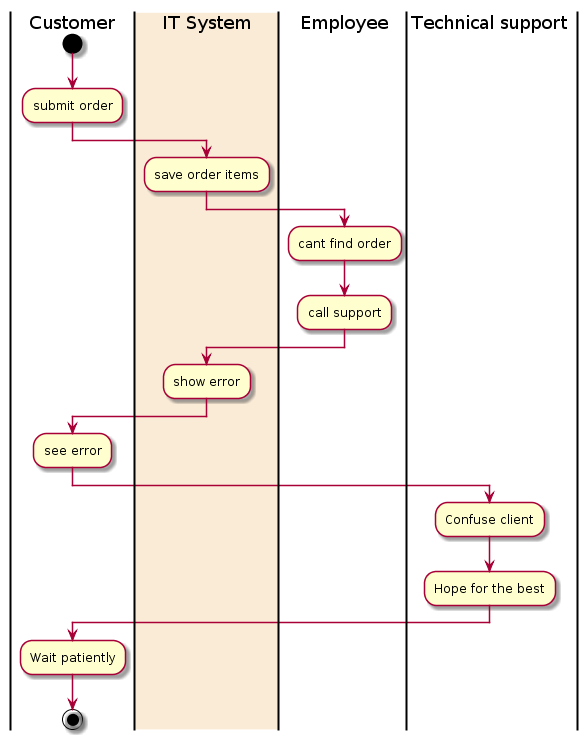 Customer
IT System
Employee
Technical support
submit order
save order items
cant find order
call support
show error
see error
Confuse client
Hope for the best
Wait patiently